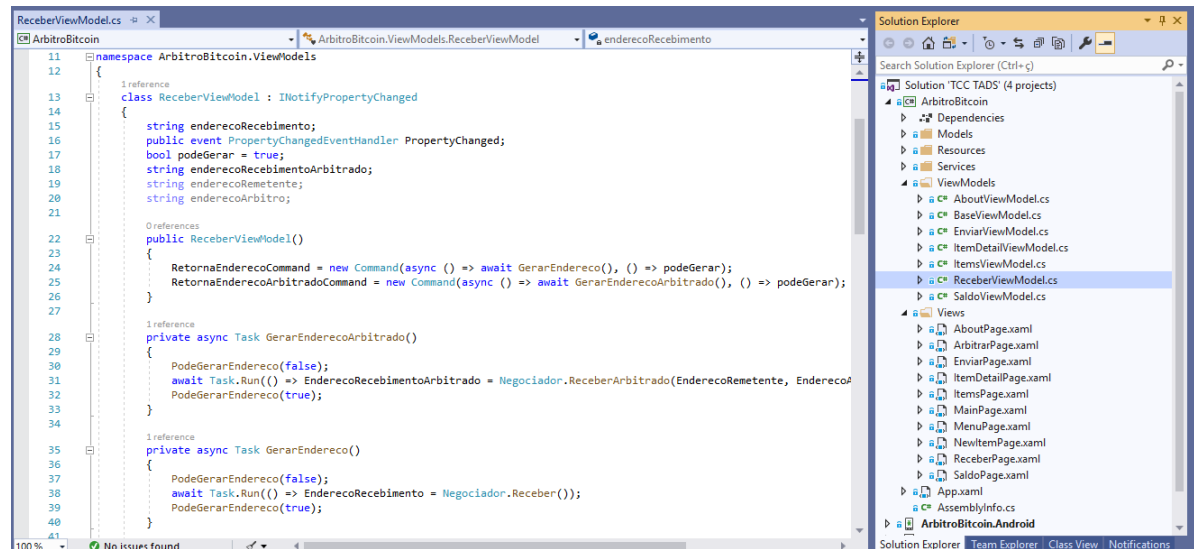 ReceberViewModel.cs
ArbitroBitcoin
ArbitroBitcoin.ViewModels.ReceberViewModel
enderecoRecebimento
11 namespace ArbitroBitcoin.ViewModels
12 {
1 reference
13 class ReceberViewModel : INotifyPropertyChanged
14 {
15 string enderecoRecebimento;
16 public event PropertyChangedEventHandler PropertyChanged;
17 bool podeGerar = true;
18 string enderecoRecebimentoArbitrado;
19 string enderecoRemetente;
20 string enderecoArbitro;
21
0 references
22 public ReceberViewModel()
23 {
24 RetornaEnderecoCommand = new Command(async () => await GerarEndereco(), () => podeGerar);
25 RetornaEnderecoArbitradoCommand = new Command(async () => await GerarEnderecoArbitrado(), () => podeGerar);
26 }
27
1 reference
28 private async Task GerarEnderecoArbitrado()
29 {
30 PodeGerarEndereco(false);
31 await Task.Run(() => EnderecoRecebimentoArbitrado = Negociador.ReceberArbitrado(EnderecoRemetente, EnderecoA
32 PodeGerarEndereco(true);
33 }
34
1 reference
35 private async Task GerarEndereco()
36 {
37 PodeGerarEndereco(false);
38 await Task.Run(() => EnderecoRecebimento = Negociador.Receber());
39 PodeGerarEndereco(true);
40 }
41
100 %
No issues found
Solution Explorer
Search Solution Explorer (Ctrl+ç)
Solution 'TCC TADS' (4 projects)
ArbitroBitcoin
Dependencies
Models
Resources
Services
ViewModels
AboutViewModel.cs
BaseViewModel.cs
EnviarViewModel.cs
ItemDetailViewModel.cs
ItemsViewModel.cs
ReceberViewModel.cs
SaldoViewModel.cs
Views
AboutPage.xaml
ArbitrarPage.xaml
EnviarPage.xaml
ItemDetailPage.xaml
ItemsPage.xaml
MainPage.xaml
MenuPage.xaml
NewItemPage.xaml
ReceberPage.xaml
SaldoPage.xaml
App.xaml
AssemblyInfo.cs
ArbitroBitcoin.Android
Solution Explorer Team Explorer Class View Notifications